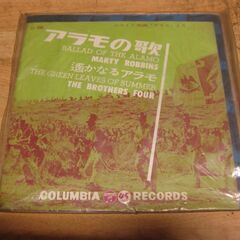 アラモの歌
BALLAD OF THE ALAMO
MARTY ROBBINS
遥かなるアラモ
THE GREEN LEAVES OF SUMMER
THE BROTHERS FOUR
COLUMBIA RECORDS